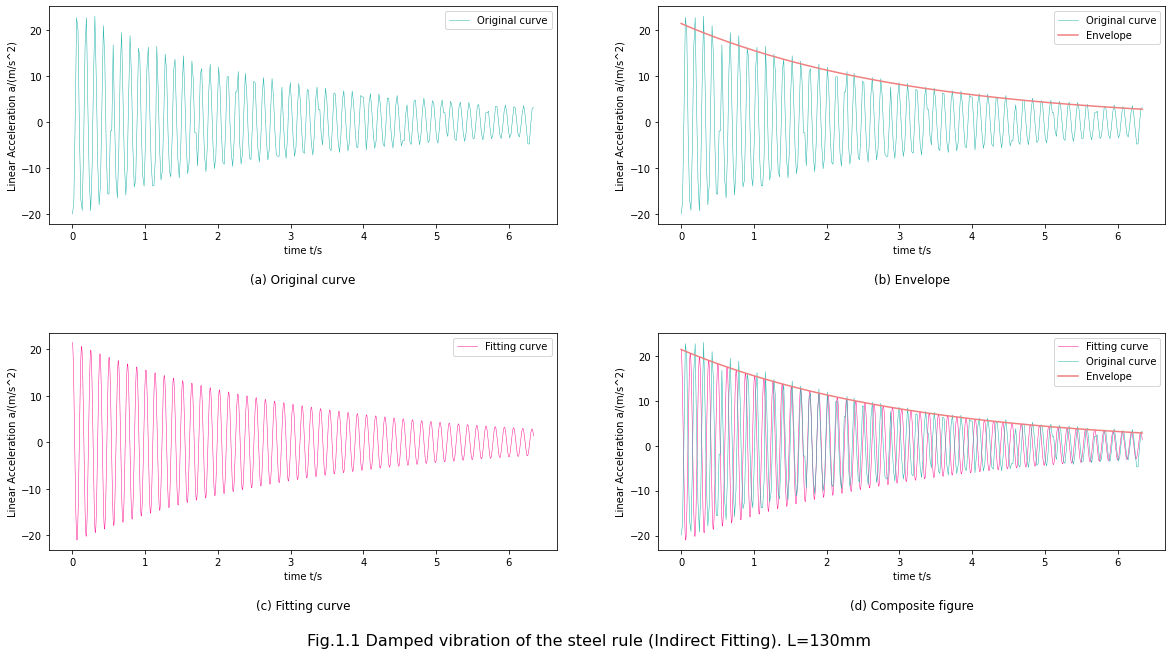 Linear Acceleration a/(m/s^2)
20
10
0
−10
−20
Original curve
0 1 2 3 4 5 6
time t/s
(a) Original curve
Linear Acceleration a/(m/s^2)
20
10
0
−10
−20
Original curve
Envelope
0 1 2 3 4 5 6
time t/s
(b) Envelope
Linear Acceleration a/(m/s^2)
20
10
0
−10
−20
Fitting curve
0 1 2 3 4 5 6
time t/s
(c) Fitting curve
Linear Acceleration a/(m/s^2)
20
10
0
−10
−20
Fitting curve
Original curve
Envelope
0 1 2 3 4 5 6
time t/s
(d) Composite figure
Fig.1.1 Damped vibration of the steel rule (Indirect Fitting). L=130mm